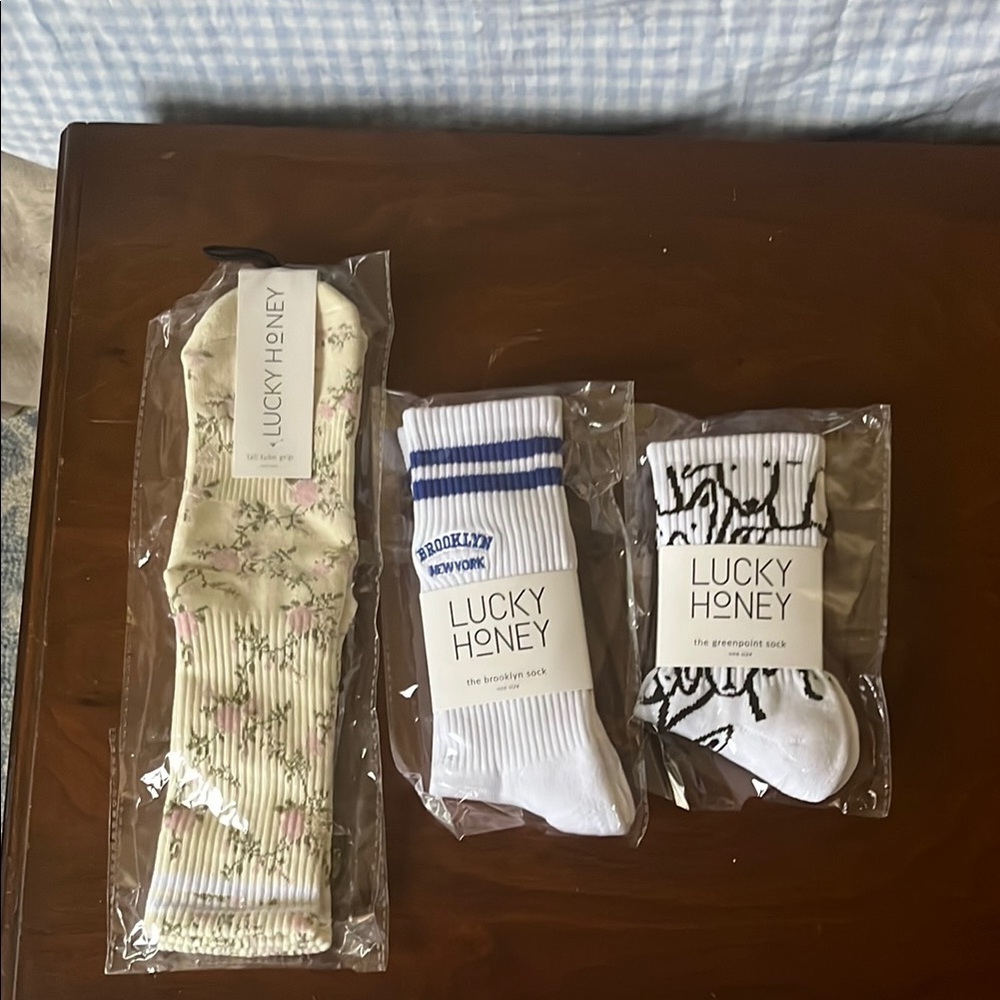 LUCKY HONEY
tall tube grip
BROOKLYN
NEW YORK
LUCKY
HONEY
the brooklyn sock
one size
LUCKY
HONEY
the greenpoint sock
one size